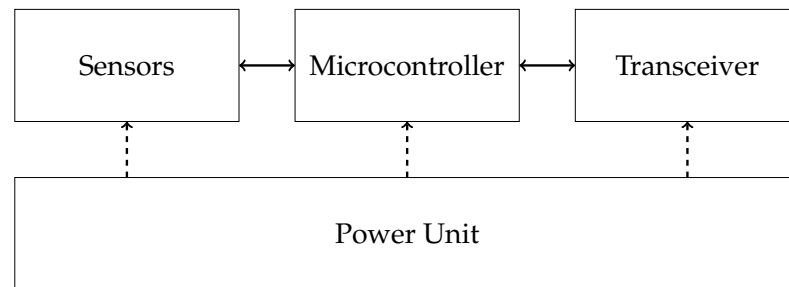 Sensors
Microcontroller
Transceiver
Power Unit